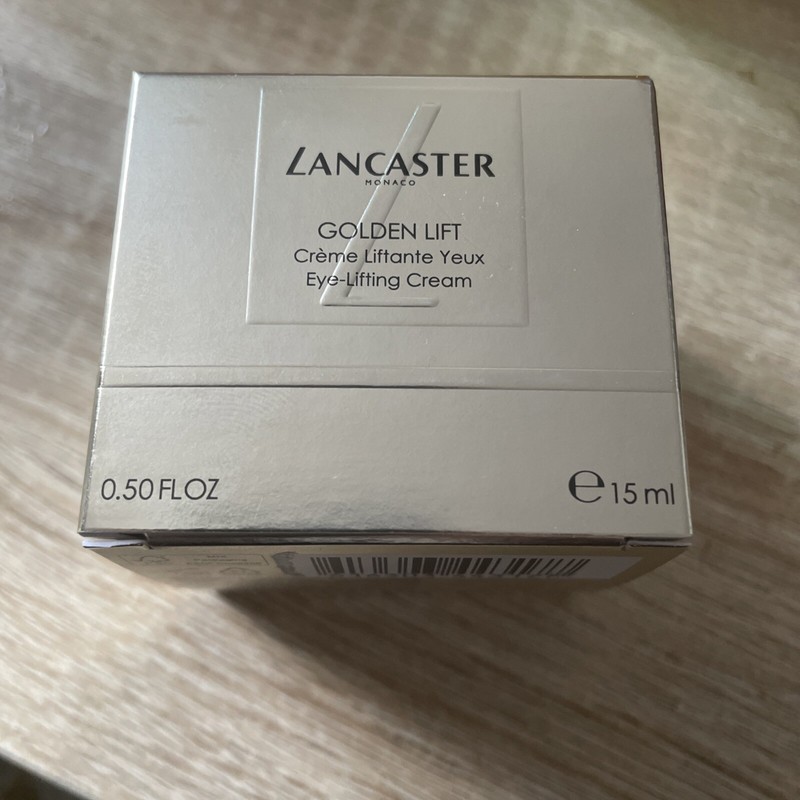 LANCASTER
MONACO
GOLDEN LIFT
Crème Liftante Yeux
Eye-Lifting Cream
0.50 FL OZ
℮ 15 ml